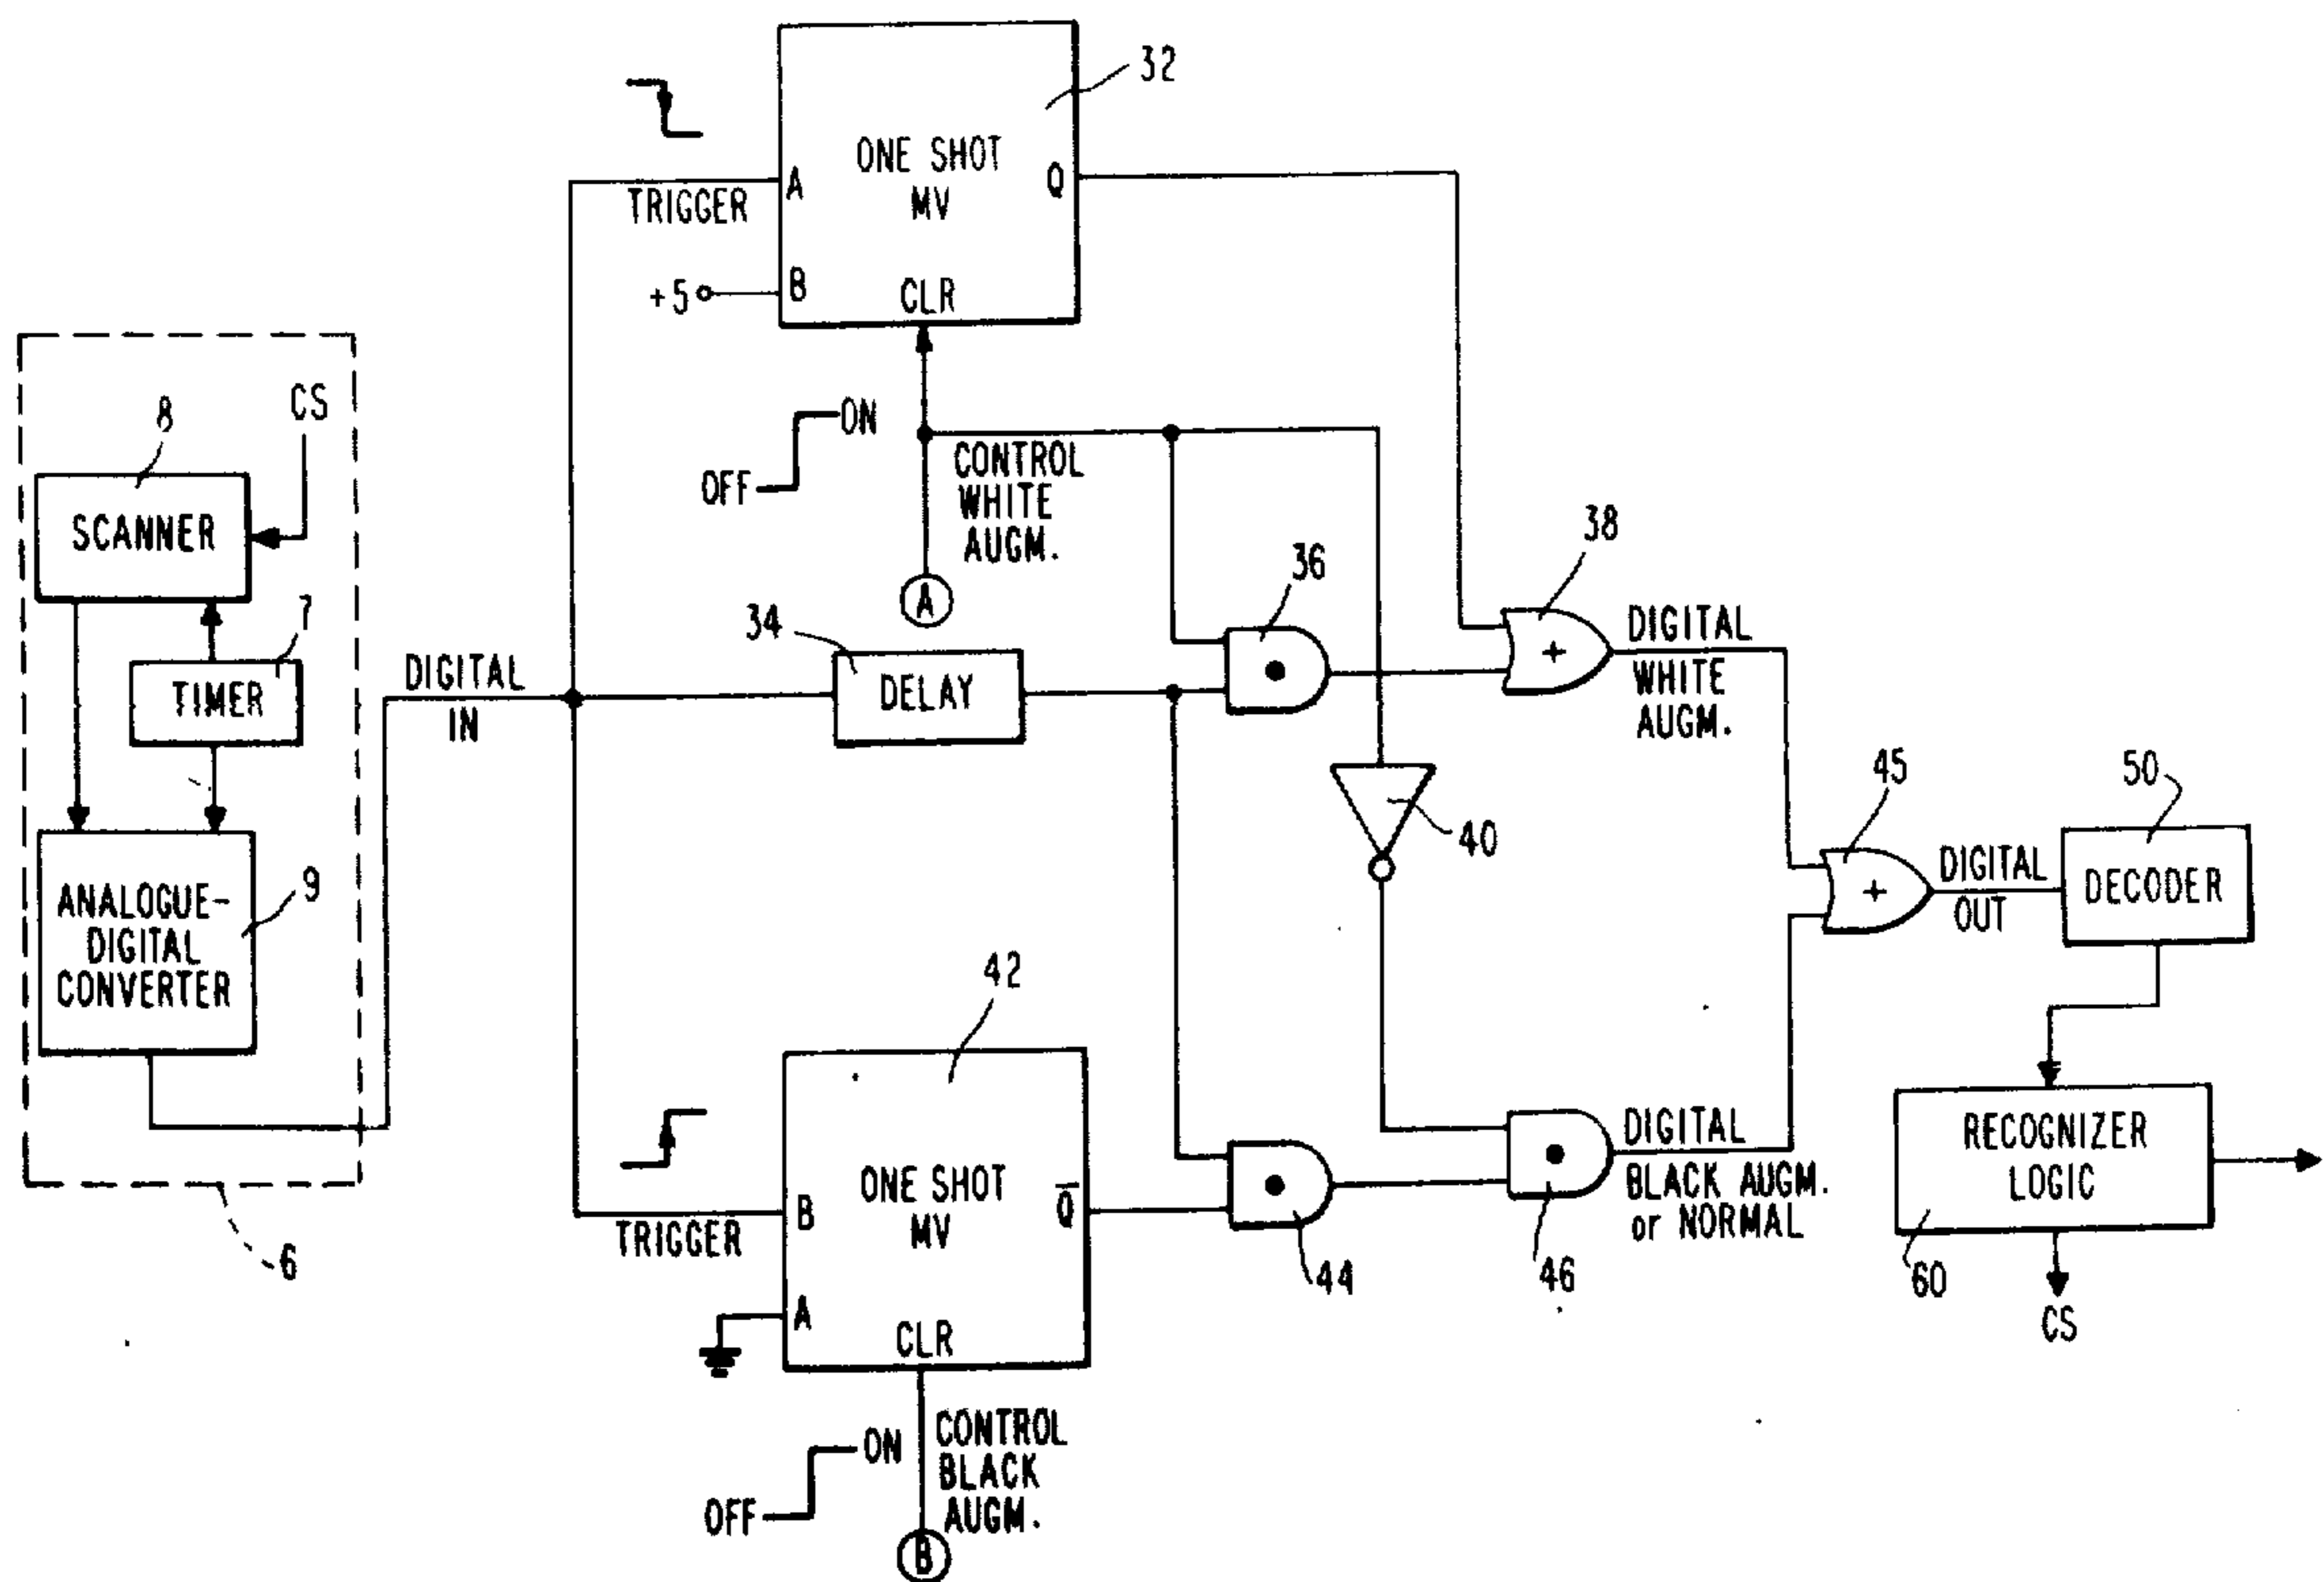 32
ONE SHOT
MV
A
B
Q
CLR
TRIGGER
+5
ON
OFF
CONTROL
WHITE
AUGM.
A
8
CS
SCANNER
7
TIMER
ANALOGUE-
DIGITAL
CONVERTER
9
6
DIGITAL
IN
34
DELAY
36
38
+
DIGITAL
WHITE
AUGM.
40
45
+
DIGITAL
OUT
50
DECODER
42
ONE SHOT
MV
B
A
Q̅
CLR
TRIGGER
ON
OFF
CONTROL
BLACK
AUGM.
B
44
46
DIGITAL
BLACK AUGM.
or NORMAL
RECOGNIZER
LOGIC
60
CS